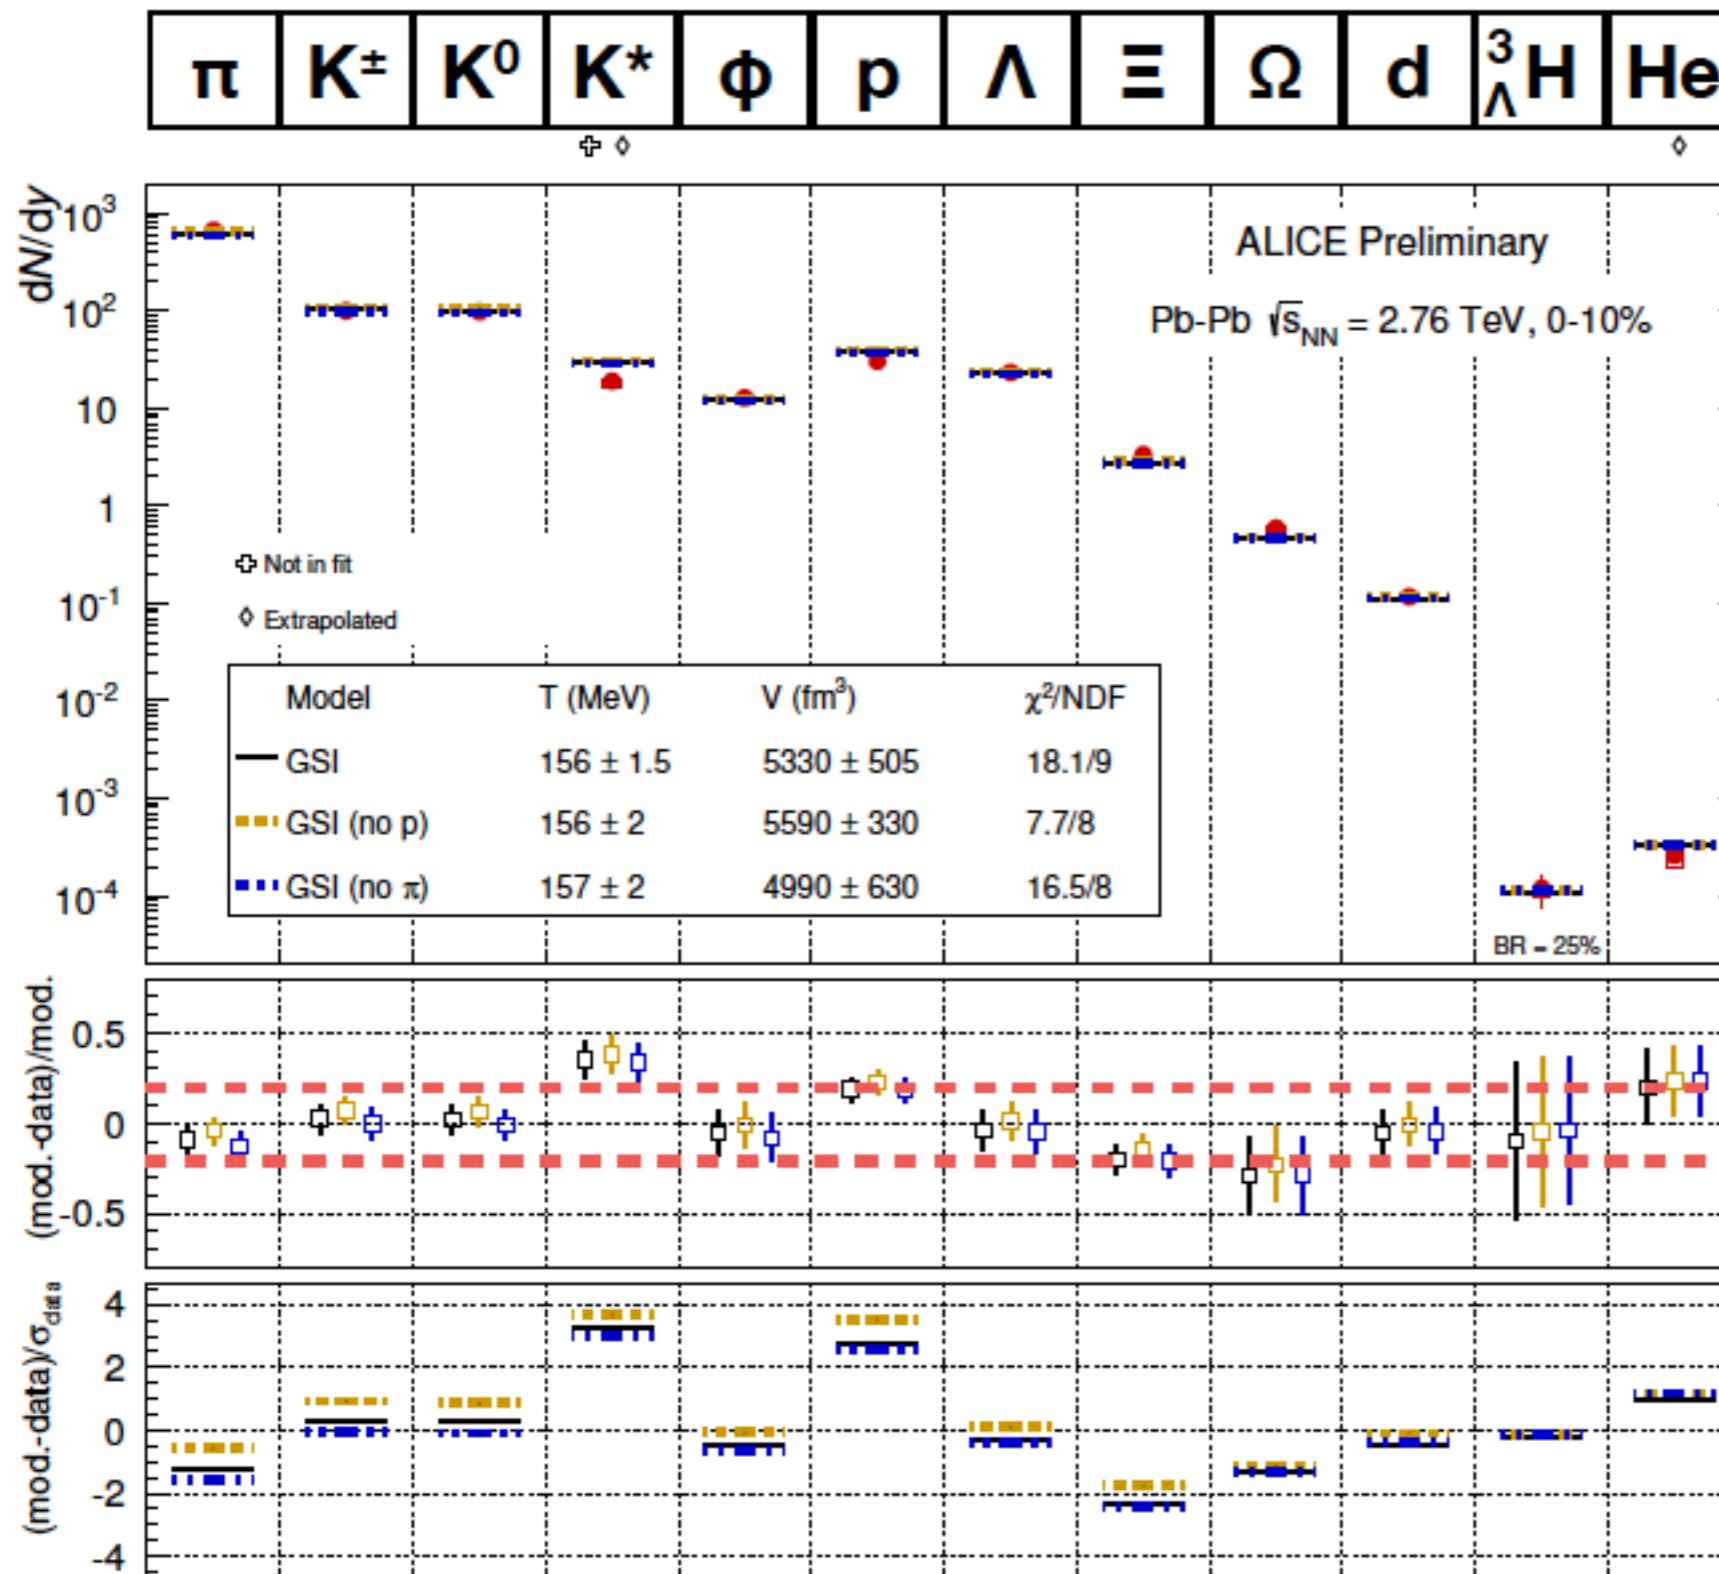 π K± K⁰ K* ϕ p Λ Ξ Ω d ³ΛH He
dN/dy
10³
10²
10
1
10⁻¹
10⁻²
10⁻³
10⁻⁴
ALICE Preliminary
Pb-Pb √sNN = 2.76 TeV, 0-10%
Not in fit
Extrapolated
Model T (MeV) V (fm³) χ²/NDF
GSI 156 ± 1.5 5330 ± 505 18.1/9
GSI (no p) 156 ± 2 5590 ± 330 7.7/8
GSI (no π) 157 ± 2 4990 ± 630 16.5/8
BR = 25%
(mod.-data)/mod.
0.5
0
-0.5
(mod.-data)/σdata
4
2
0
-2
-4